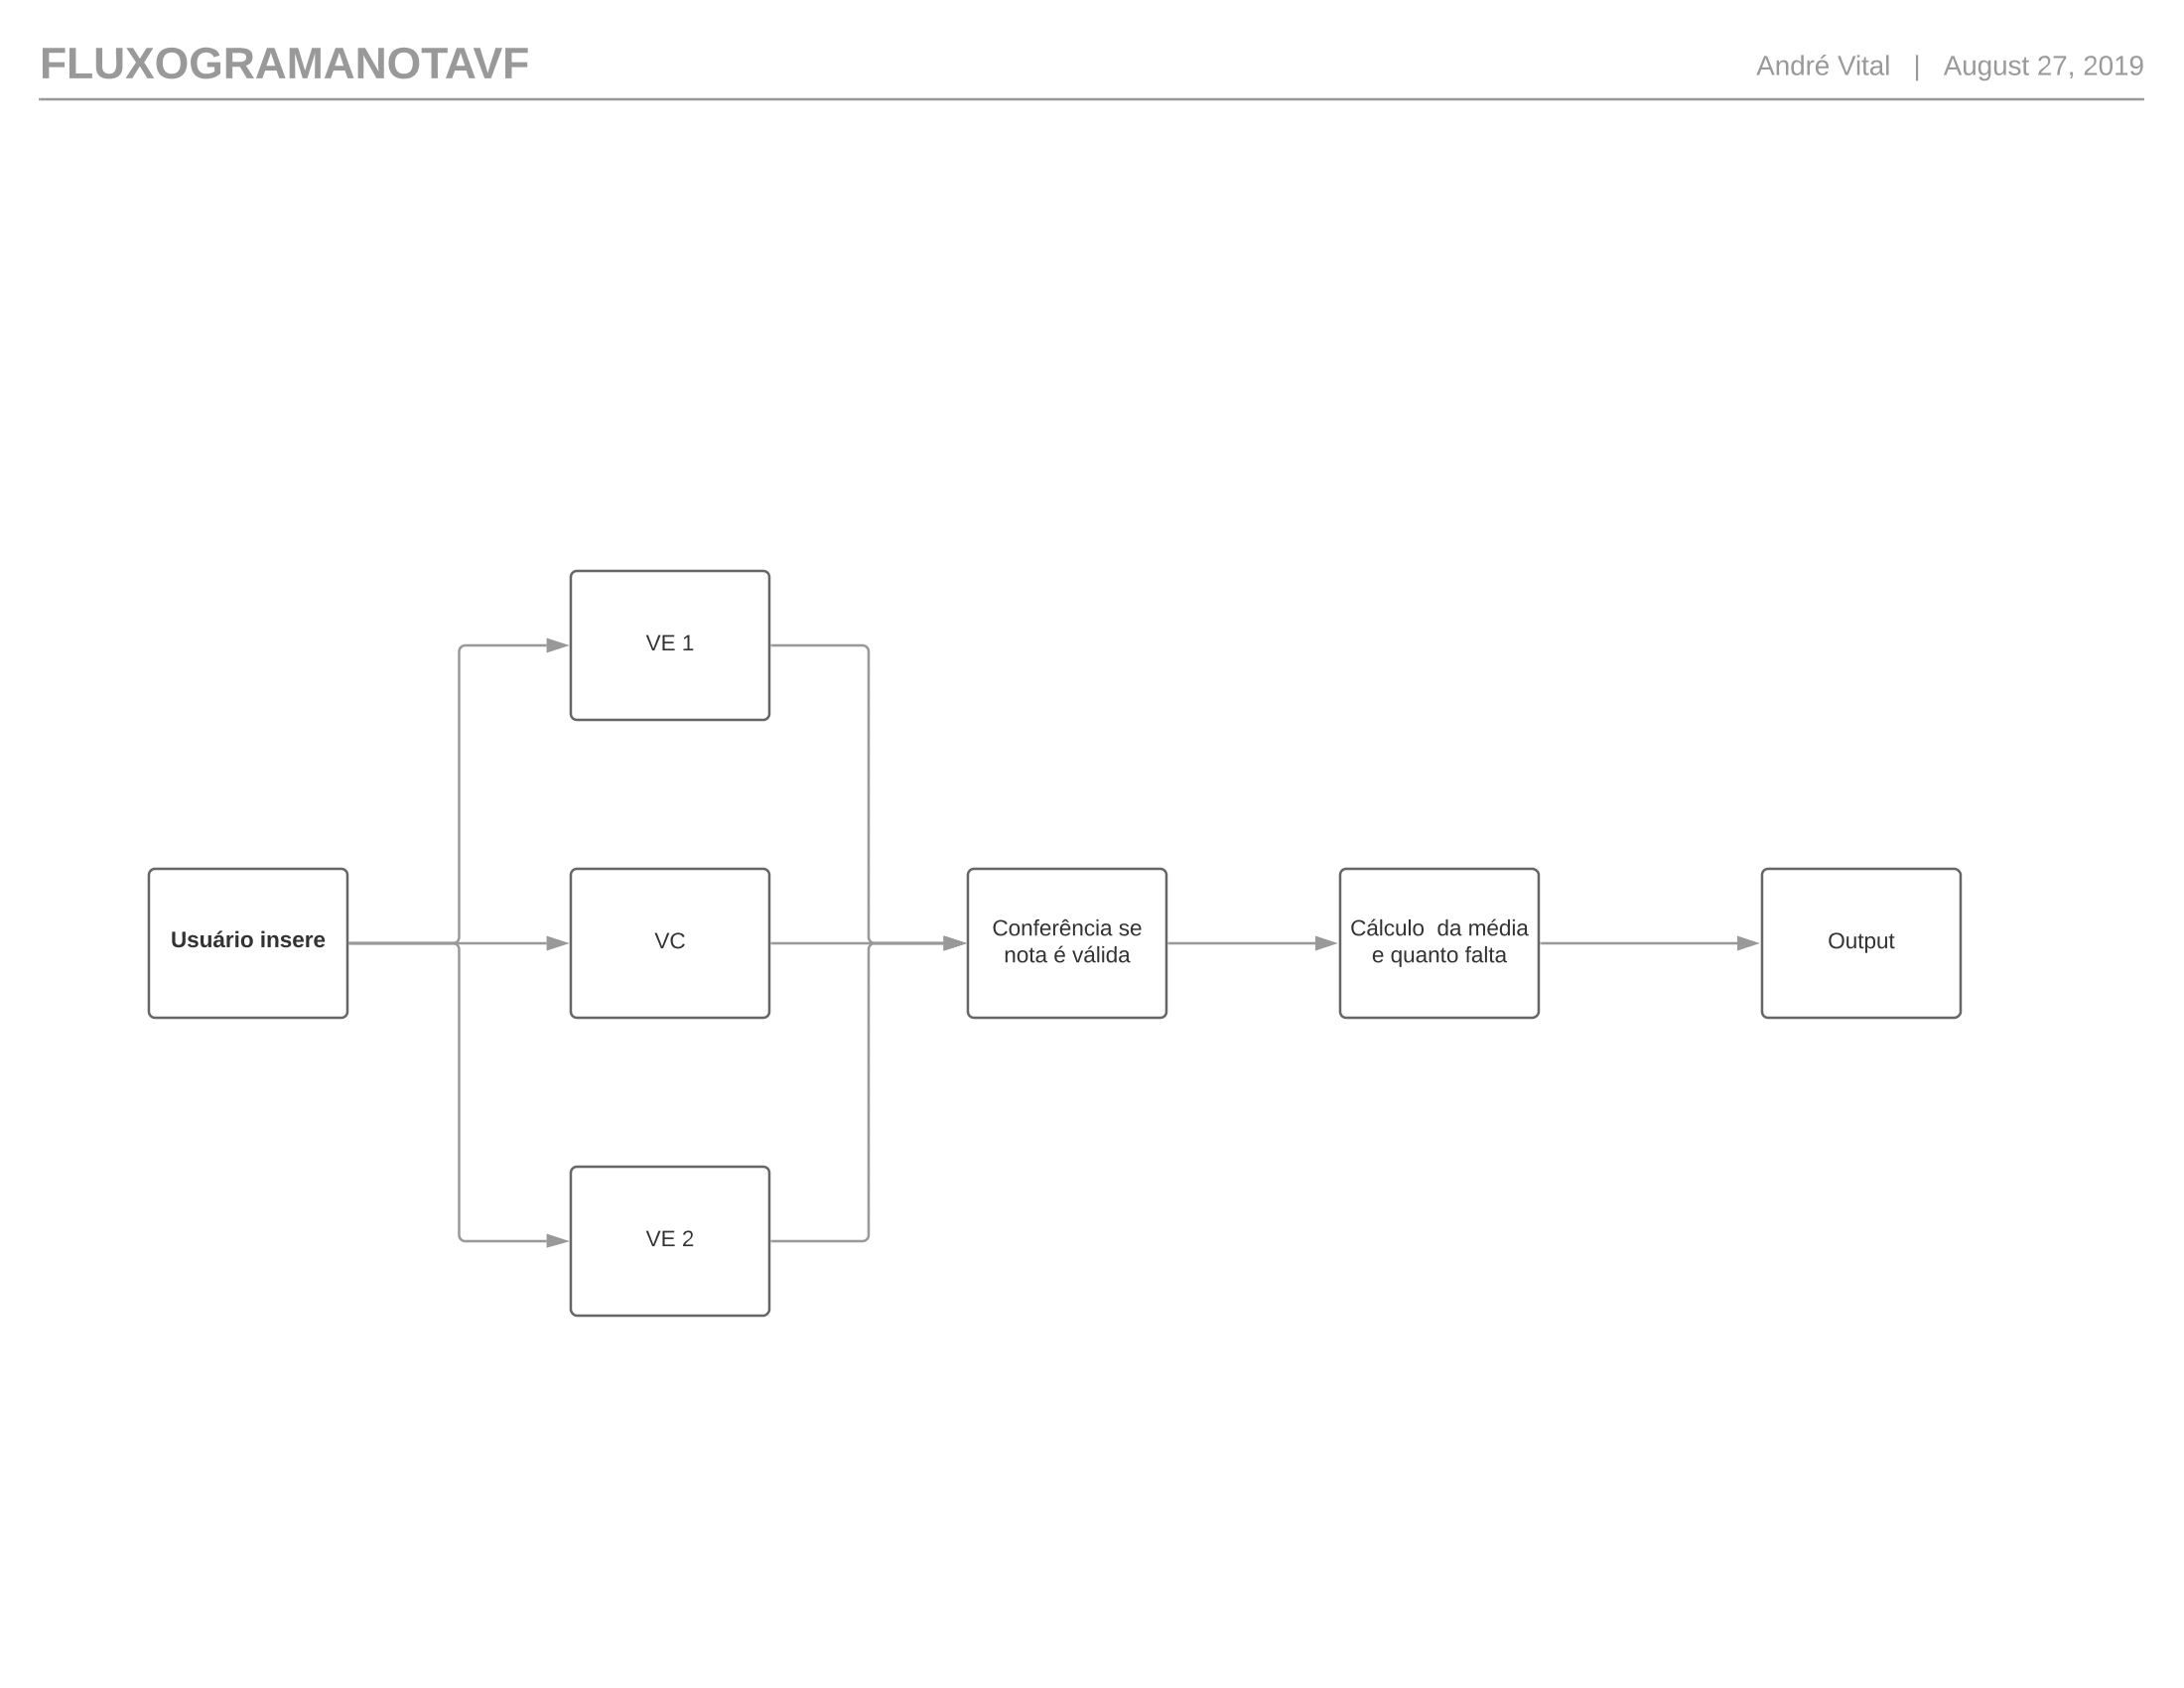 FLUXOGRAMANOTAVF
André Vital | August 27, 2019
VE 1
Usuário insere
VC
Conferência se
nota é válida
Cálculo  da média
e quanto falta
Output
VE 2